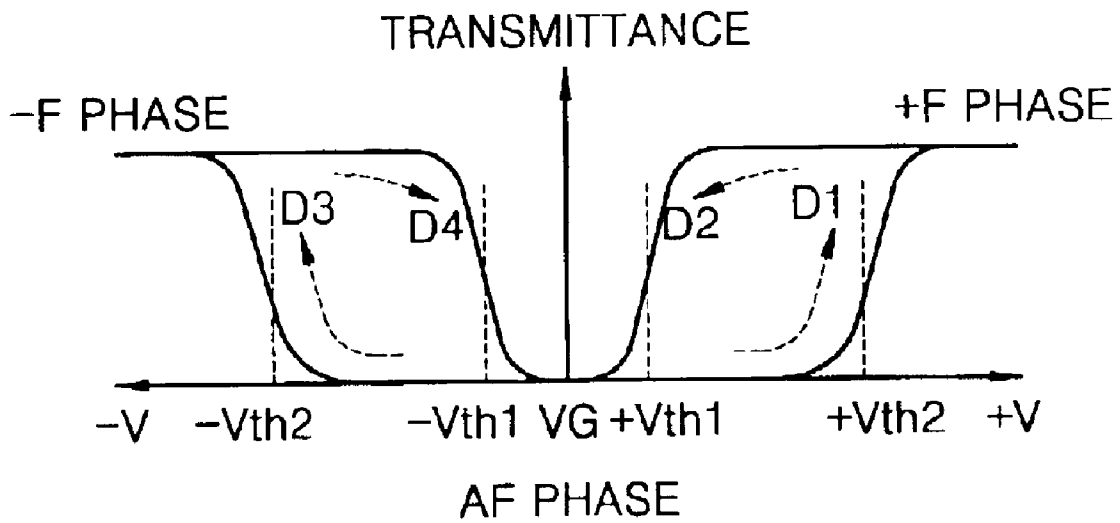 TRANSMITTANCE
−F PHASE
+F PHASE
D3
D4
D2
D1
−V
−Vth2
−Vth1
VG
+Vth1
+Vth2
+V
AF PHASE